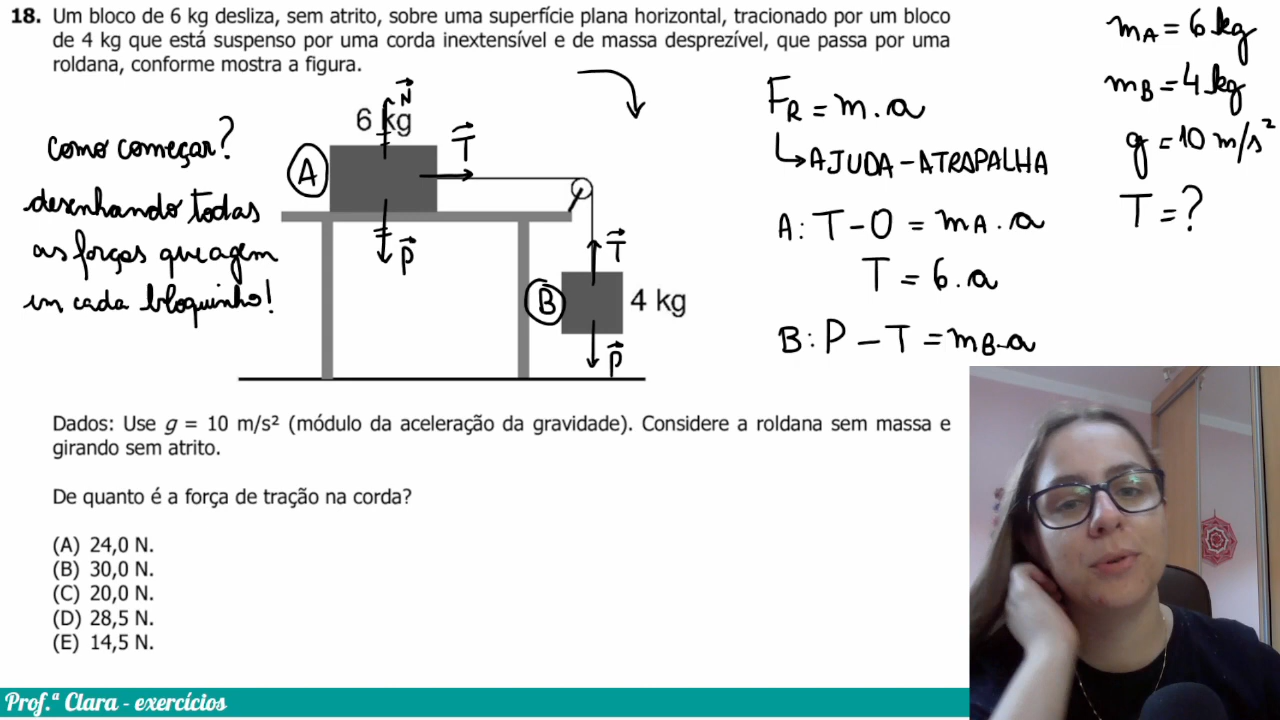 18. Um bloco de 6 kg desliza, sem atrito, sobre uma superfície plana horizontal, tracionado por um bloco
de 4 kg que está suspenso por uma corda inextensível e de massa desprezível, que passa por uma
roldana, conforme mostra a figura.
Como começar?
desenhando todas
as forças que agem
em cada bloquinho!
6 kg
N
A
T
P
T
B
4 kg
P
FR = m.a
AJUDA-ATRAPALHA
A: T-0 = mA.a
T = 6.a
B: P - T = mB.a
mA = 6 kg
mB = 4 kg
g = 10 m/s²
T = ?
Dados: Use g = 10 m/s² (módulo da aceleração da gravidade). Considere a roldana sem massa e
girando sem atrito.
De quanto é a força de tração na corda?
(A) 24,0 N.
(B) 30,0 N.
(C) 20,0 N.
(D) 28,5 N.
(E) 14,5 N.
Prof.ª Clara - exercícios